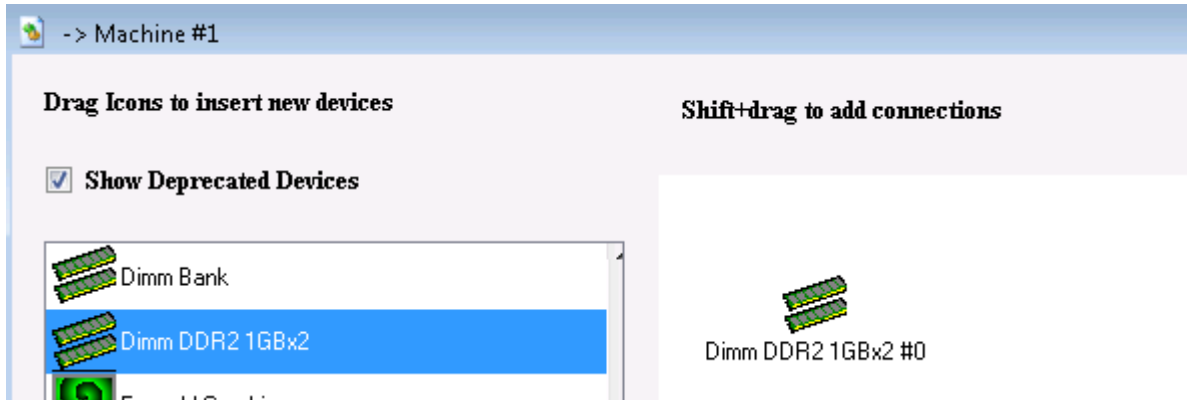 -> Machine #1
Drag Icons to insert new devices
Shift+drag to add connections
Show Deprecated Devices
Dimm Bank
Dimm DDR2 1GBx2
Dimm DDR2 1GBx2 #0